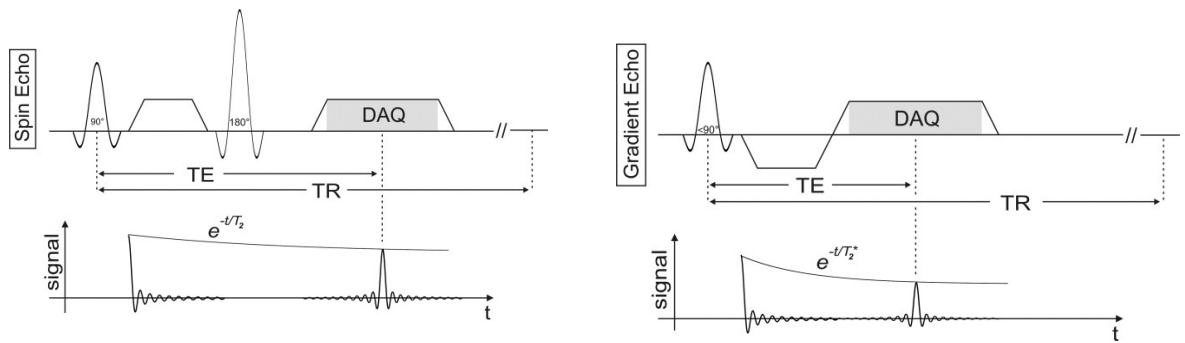 Spin Echo
90°
180°
DAQ
//
TE
TR
signal
e^{-t/T_2}
t
Gradient Echo
<90°
DAQ
//
TE
TR
signal
e^{-t/T_2*}
t